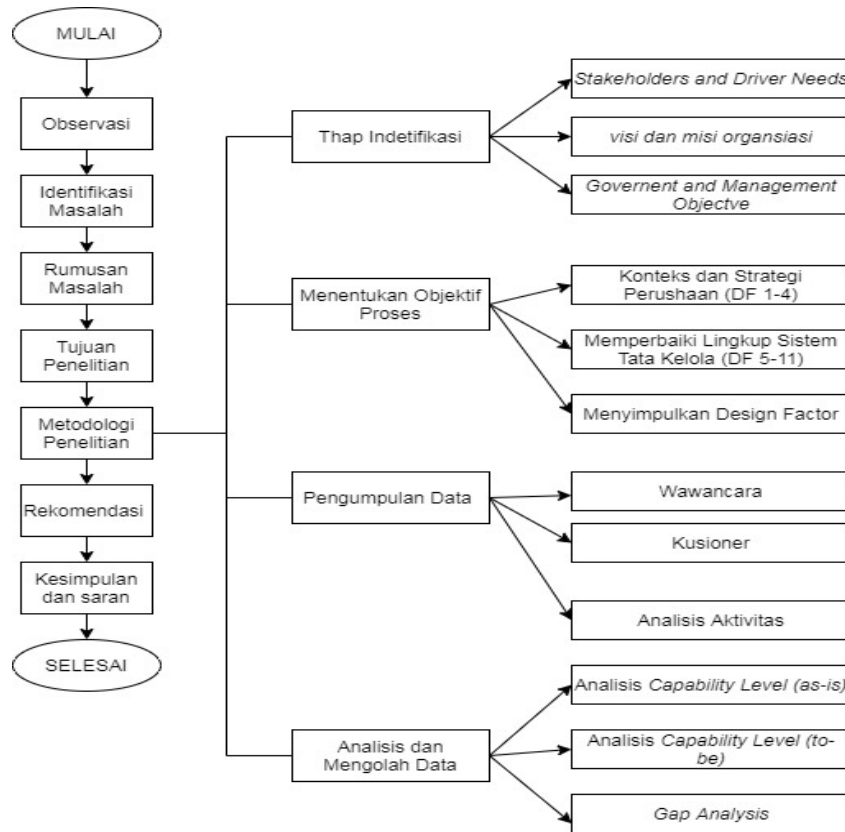 MULAI
Observasi
Identifikasi
Masalah
Rumusan
Masalah
Tujuan
Penelitian
Metodologi
Penelitian
Rekomendasi
Kesimpulan
dan saran
SELESAI
Thap Indetifikasi
Stakeholders and Driver Needs
visi dan misi organsiasi
Governent and Management
Objectve
Menentukan Objektif
Proses
Konteks dan Strategi
Perushaan (DF 1-4)
Memperbaiki Lingkup Sistem
Tata Kelola (DF 5-11)
Menyimpulkan Design Factor
Pengumpulan Data
Wawancara
Kusioner
Analisis Aktivitas
Analisis dan
Mengolah Data
Analisis Capability Level (as-is)
Analisis Capability Level (to-
be)
Gap Analysis